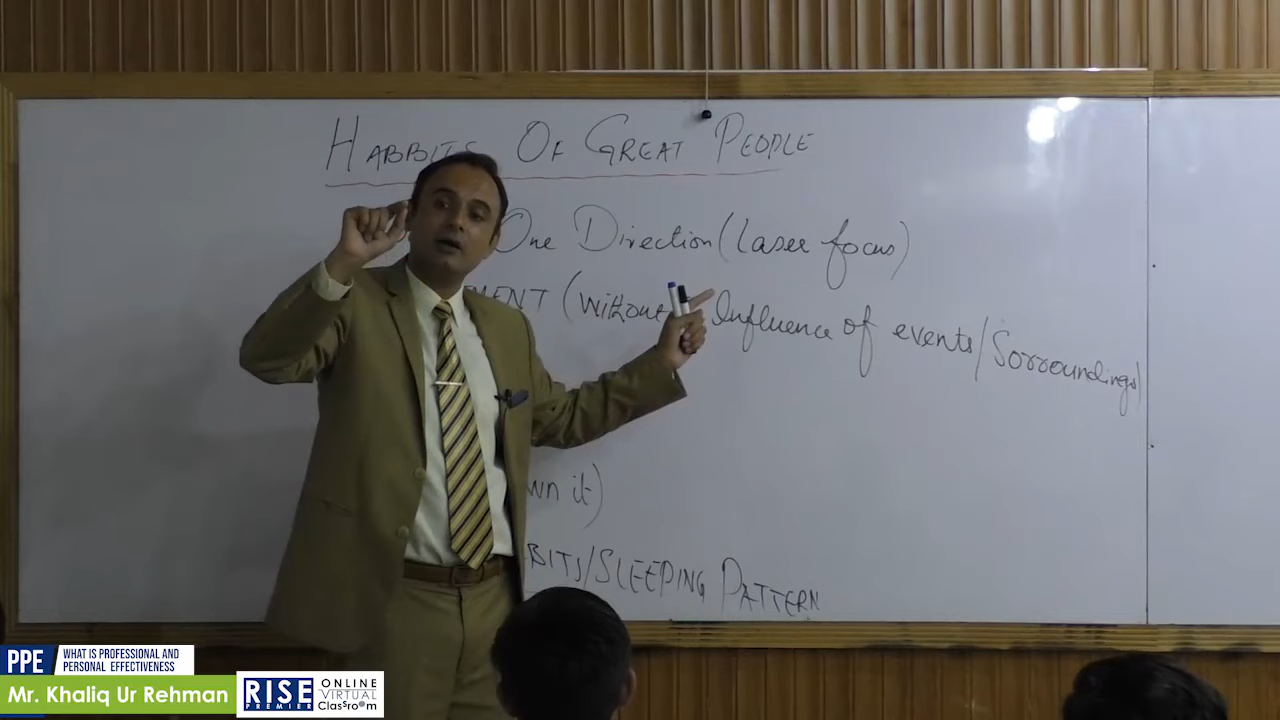 HABBITS OF GREAT PEOPLE
One Direction (laser focus)
MENT (without Influence of events/Sorroundings)
wn it)
BITS/SLEEPING PATTERN
PPE
WHAT IS PROFESSIONAL AND
PERSONAL EFFECTIVENESS
Mr. Khaliq Ur Rehman
RISE
PREMIER
ONLINE
VIRTUAL
Classroom